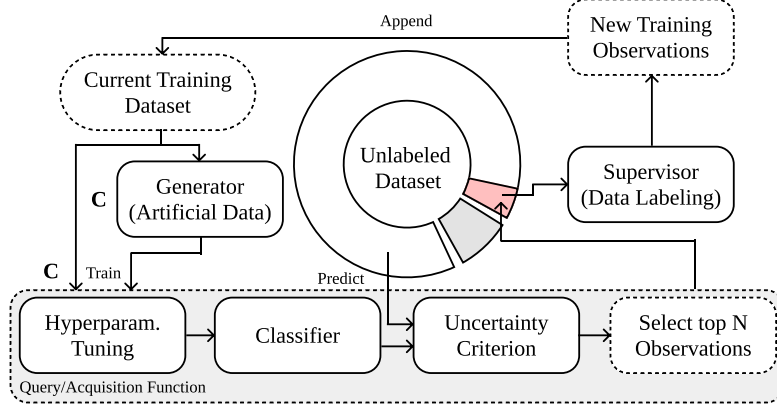 Append
New Training
Observations
Current Training
Dataset
Unlabeled
Dataset
Supervisor
(Data Labeling)
C
Generator
(Artificial Data)
C
Train
Predict
Hyperparam.
Tuning
Classifier
Uncertainty
Criterion
Select top N
Observations
Query/Acquisition Function